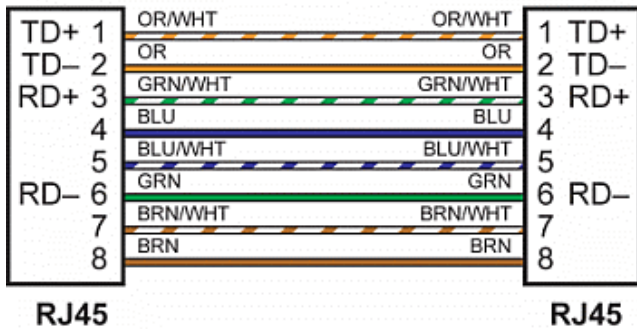 OR/WHT OR/WHT
TD+ 1 1 TD+
OR OR
TD– 2 2 TD–
GRN/WHT GRN/WHT
RD+ 3 3 RD+
BLU BLU
4 4
BLU/WHT BLU/WHT
5 5
GRN GRN
RD– 6 6 RD–
BRN/WHT BRN/WHT
7 7
BRN BRN
8 8
RJ45 RJ45